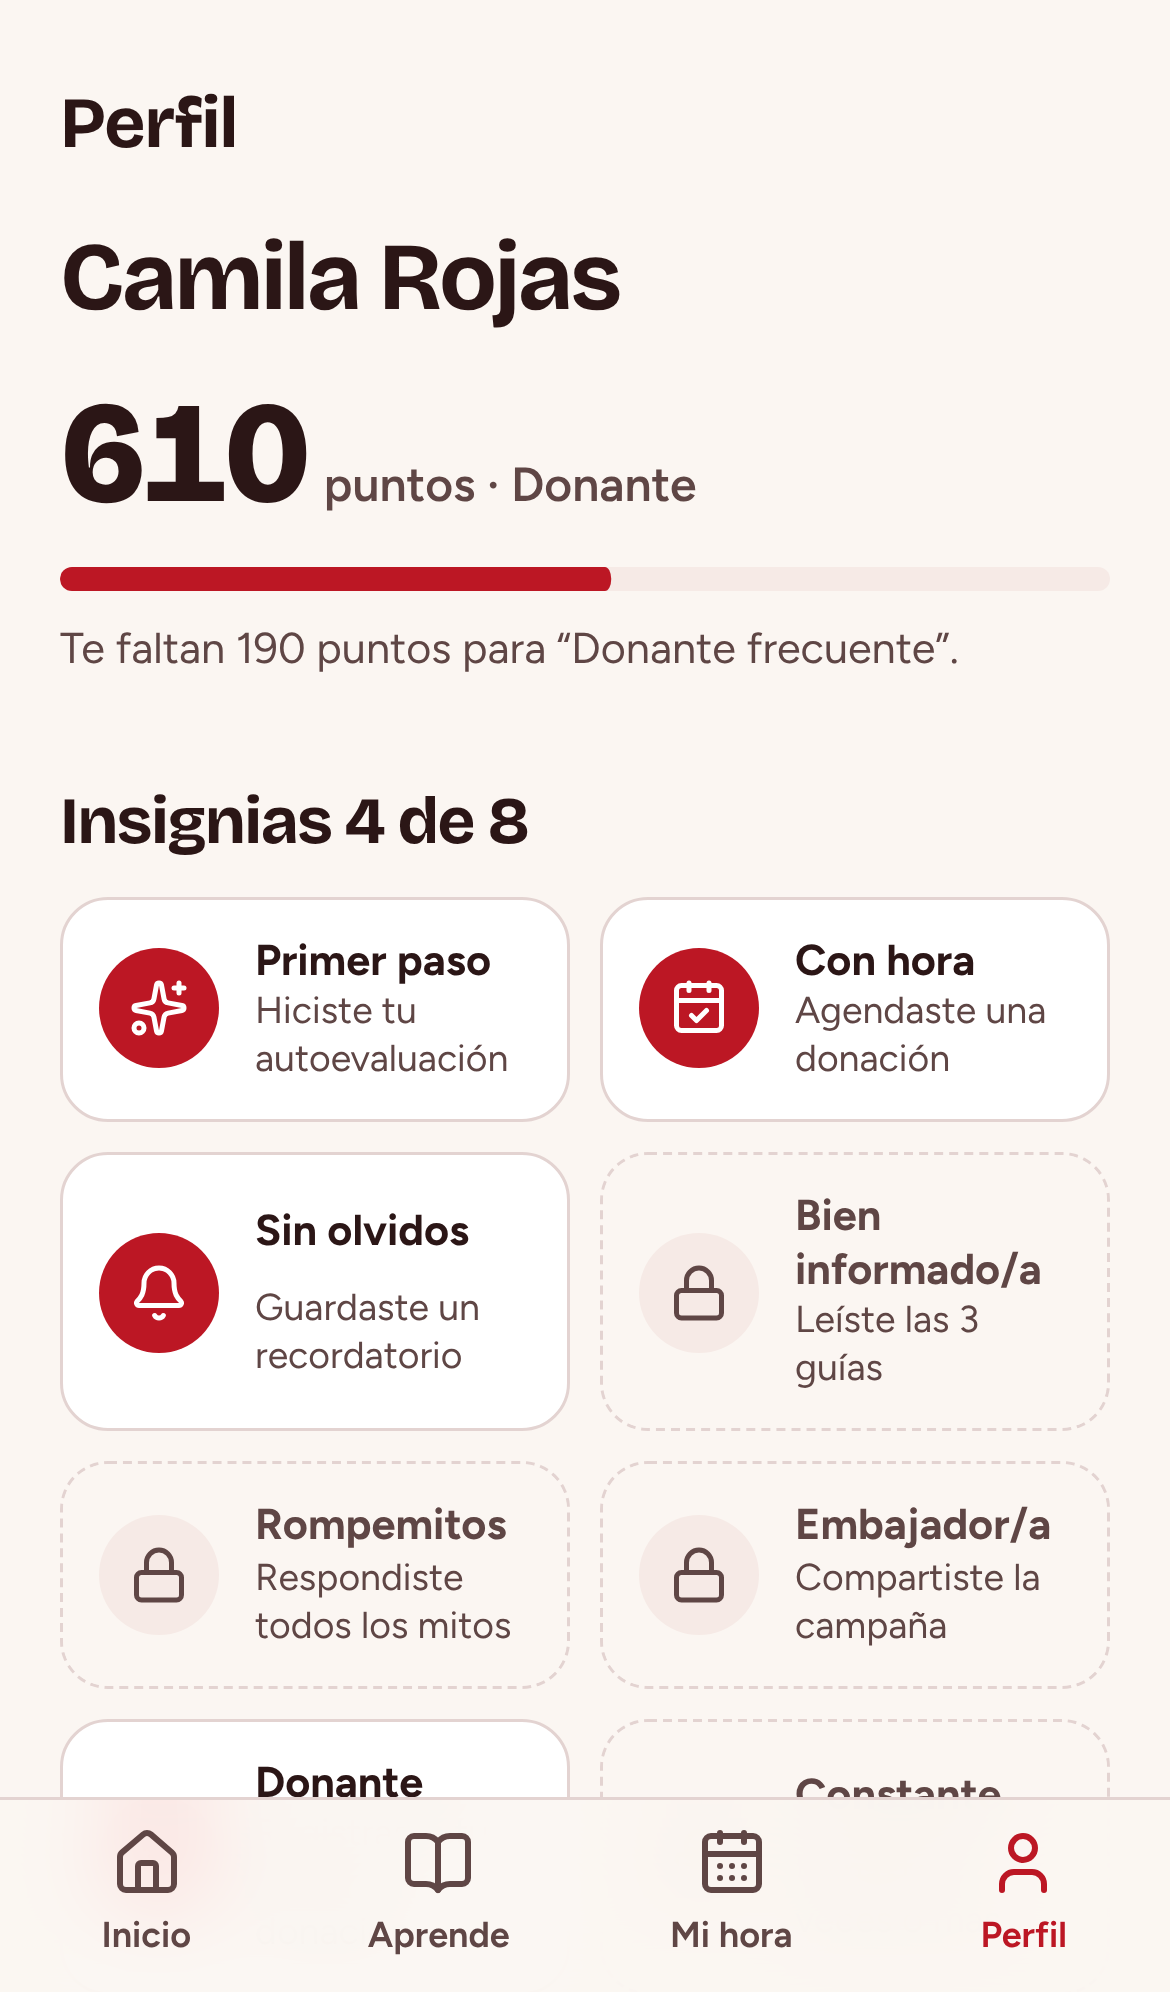 Perfil
Camila Rojas
610 puntos · Donante
Te faltan 190 puntos para “Donante frecuente”.
Insignias 4 de 8
Primer paso
Hiciste tu
autoevaluación
Con hora
Agendaste una
donación
Sin olvidos
Guardaste un
recordatorio
Bien
informado/a
Leíste las 3
guías
Rompemitos
Respondiste
todos los mitos
Embajador/a
Compartiste la
campaña
Donante
Constante
Inicio
Aprende
Mi hora
Perfil